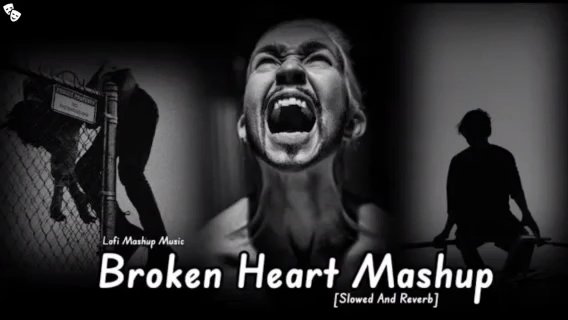 Lofi Mashup Music
Broken Heart Mashup
[Slowed And Reverb]